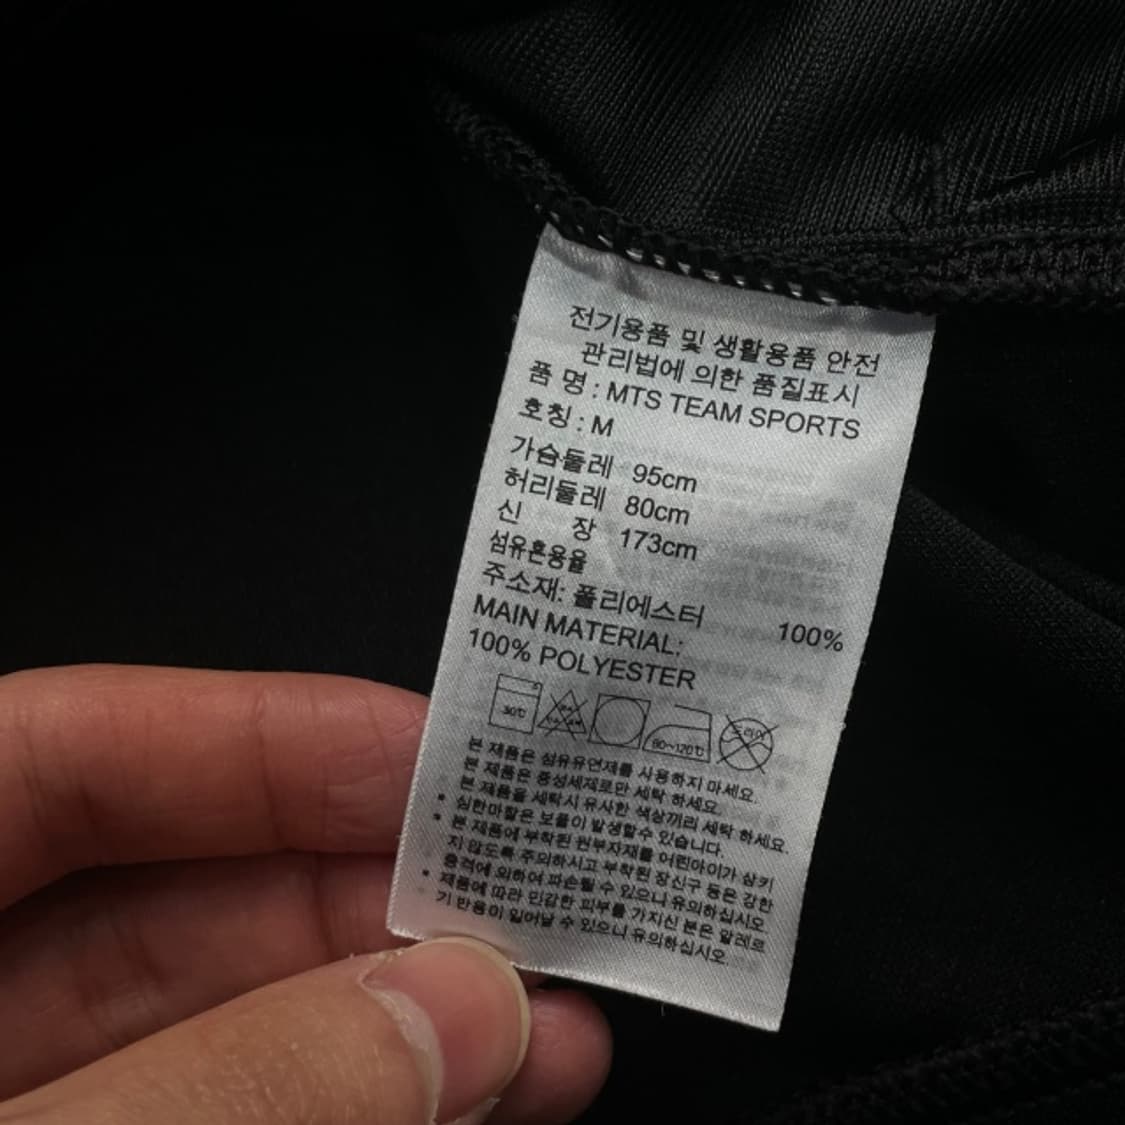 전기용품 및 생활용품 안전
관리법에 의한 품질표시
품 명 : MTS TEAM SPORTS
호칭 : M
가슴둘레 95cm
허리둘레 80cm
신 장 173cm
섬유혼용율
주소재: 폴리에스터 100%
MAIN MATERIAL:
100% POLYESTER
30℃ 80~120℃ 드라이
본 제품은 섬유유연제를 사용하지 마세요.
본 제품은 중성세제로만 세탁 하세요.
본 제품을 세탁시 유사한 색상끼리 세탁 하세요.
• 심한마찰은 보풀이 발생할수 있습니다.
• 본 제품에 부착된 원부자재를 어린아이가 삼키
지 않도록 주의하시고 부착된 장신구 등은 강한
충격에 의하여 파손될 수 있으니 유의하십시오
• 제품에 따라 민감한 피부를 가지신 분은 알레르
기 반응이 일어날 수 있으니 유의하십시오.